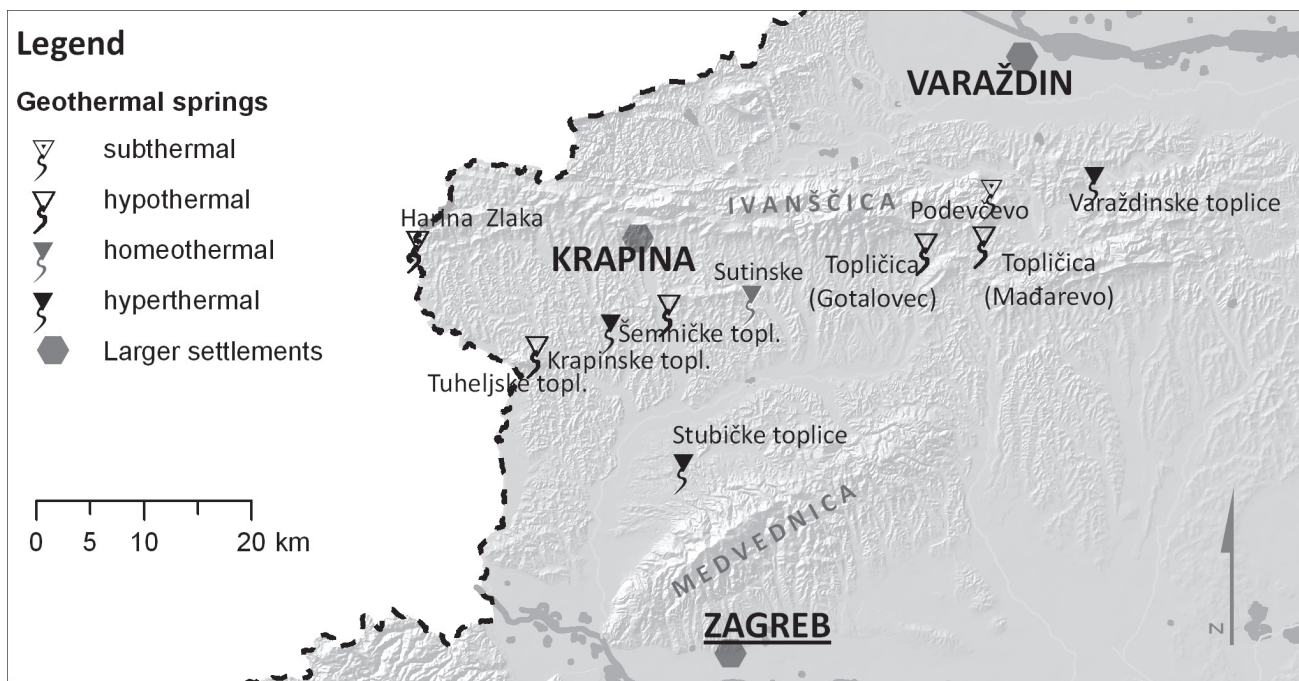 Legend
Geothermal springs
subthermal
hypothermal
homeothermal
hyperthermal
Larger settlements
0 5 10 20 km
VARAŽDIN
IVANŠČICA
Podevčevo
Varaždinske toplice
Harina Zlaka
KRAPINA
Sutinske
Topličica
(Gotalovec)
Topličica
(Mađarevo)
Šemničke topl.
Krapinske topl.
Tuheljske topl.
Stubičke toplice
MEDVEDNICA
ZAGREB
N